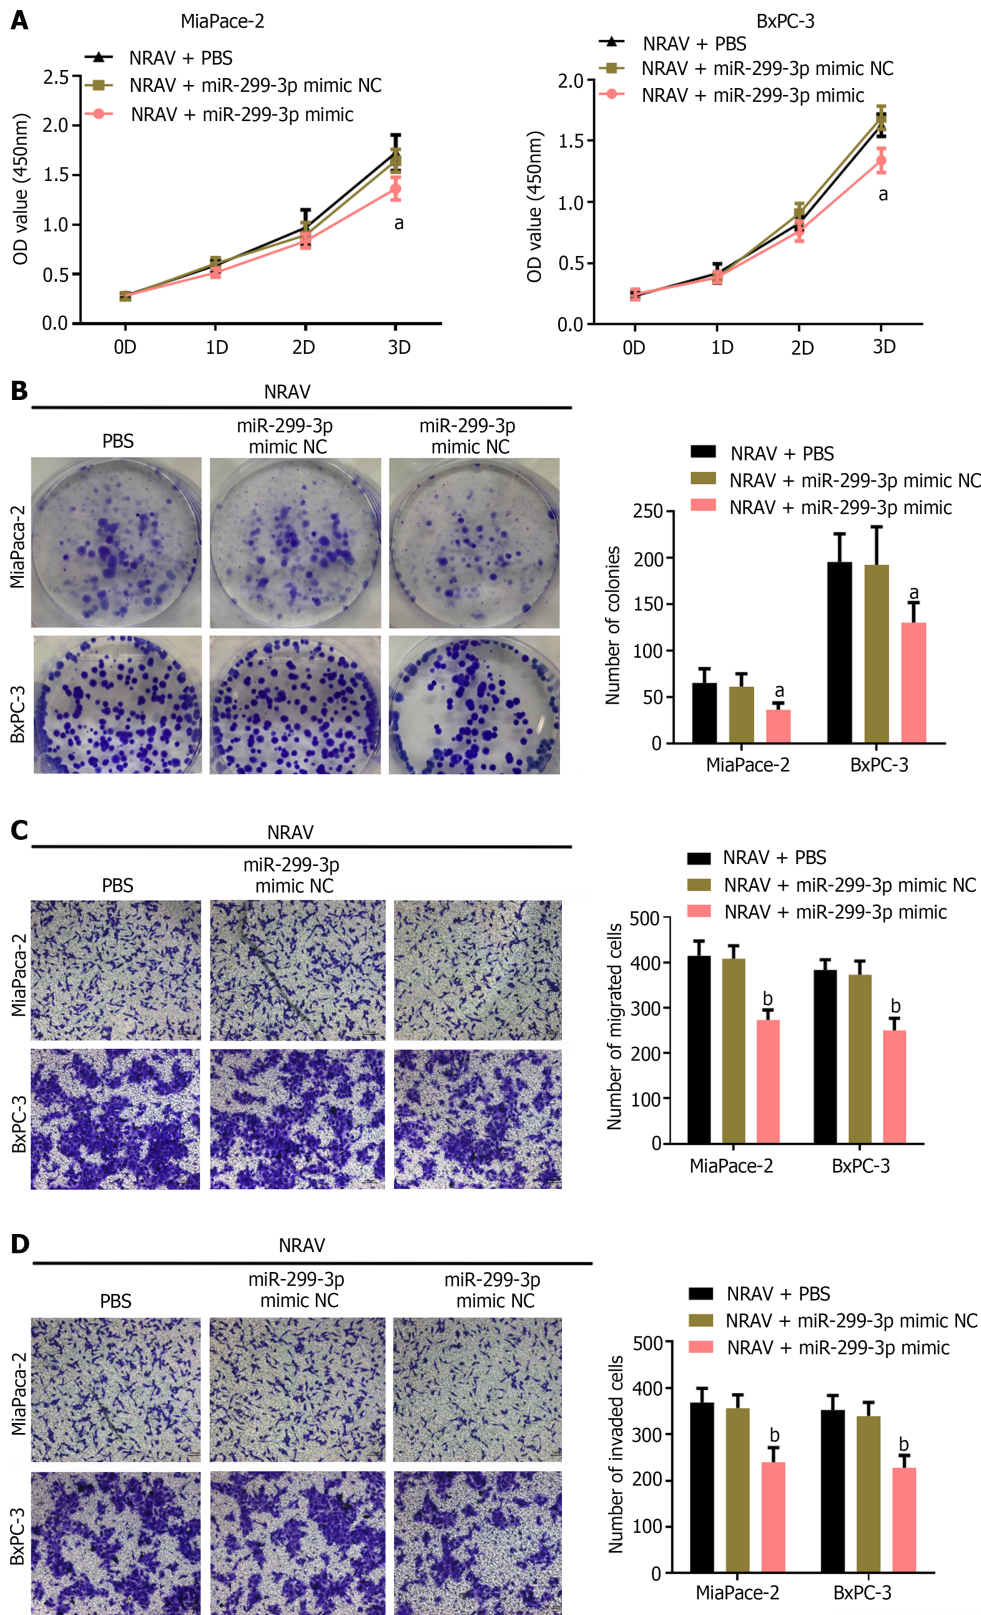 A
MiaPace-2
NRAV + PBS
NRAV + miR-299-3p mimic NC
NRAV + miR-299-3p mimic
OD value (450nm)
2.5
2.0
1.5
1.0
0.5
0.0
a
0D 1D 2D 3D
BxPC-3
NRAV + PBS
NRAV + miR-299-3p mimic NC
NRAV + miR-299-3p mimic
OD value (450nm)
2.0
1.5
1.0
0.5
0.0
a
0D 1D 2D 3D
B
NRAV
PBS
miR-299-3p
mimic NC
miR-299-3p
mimic NC
MiaPaca-2
BxPC-3
NRAV + PBS
NRAV + miR-299-3p mimic NC
NRAV + miR-299-3p mimic
Number of colonies
250
200
150
100
50
0
a
a
MiaPace-2 BxPC-3
C
NRAV
PBS
miR-299-3p
mimic NC
MiaPaca-2
BxPC-3
NRAV + PBS
NRAV + miR-299-3p mimic NC
NRAV + miR-299-3p mimic
Number of migrated cells
500
400
300
200
100
0
b
b
MiaPace-2 BxPC-3
D
NRAV
PBS
miR-299-3p
mimic NC
miR-299-3p
mimic NC
MiaPaca-2
BxPC-3
NRAV + PBS
NRAV + miR-299-3p mimic NC
NRAV + miR-299-3p mimic
Number of invaded cells
500
400
300
200
100
0
b
b
MiaPace-2 BxPC-3